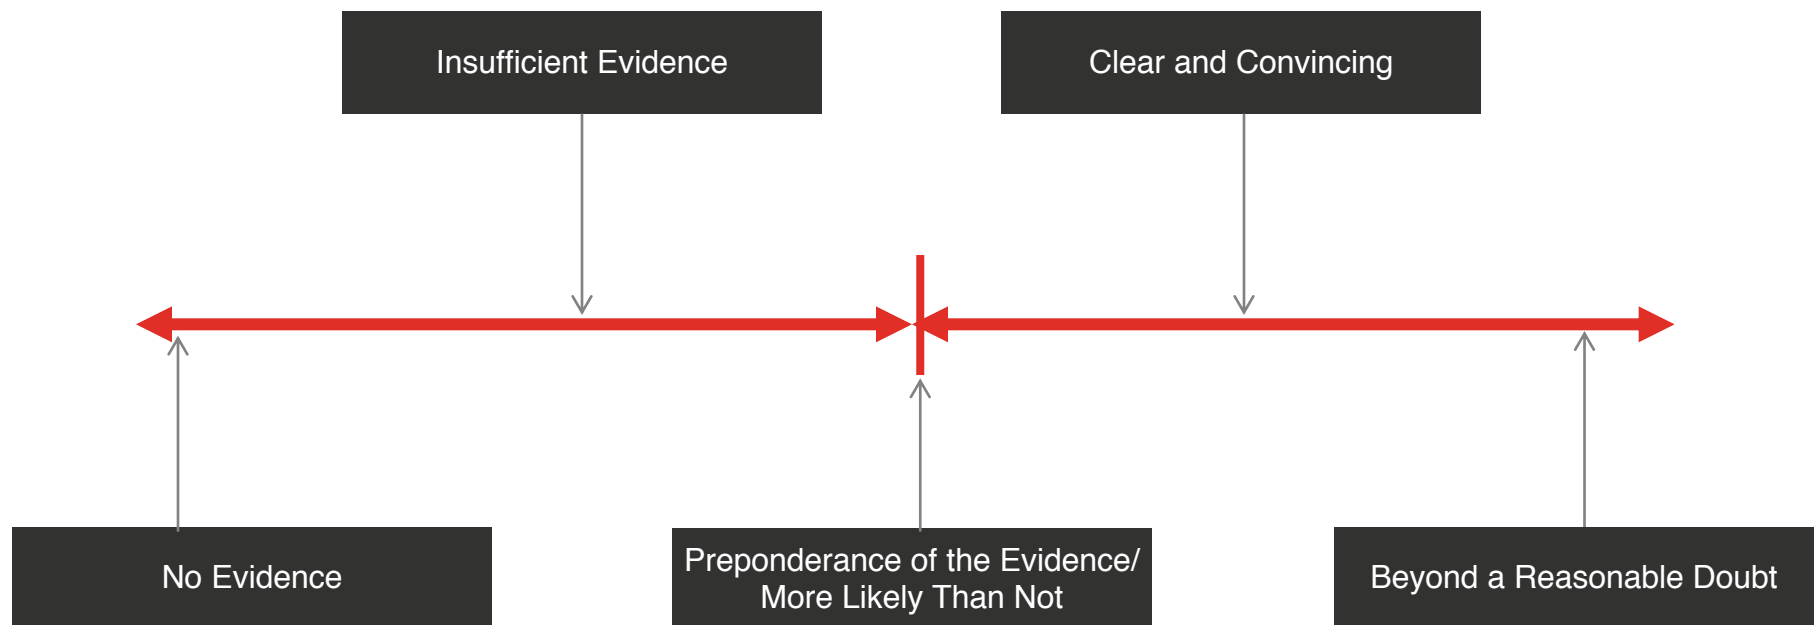 Insufficient Evidence
Clear and Convincing
No Evidence
Preponderance of the Evidence/
More Likely Than Not
Beyond a Reasonable Doubt